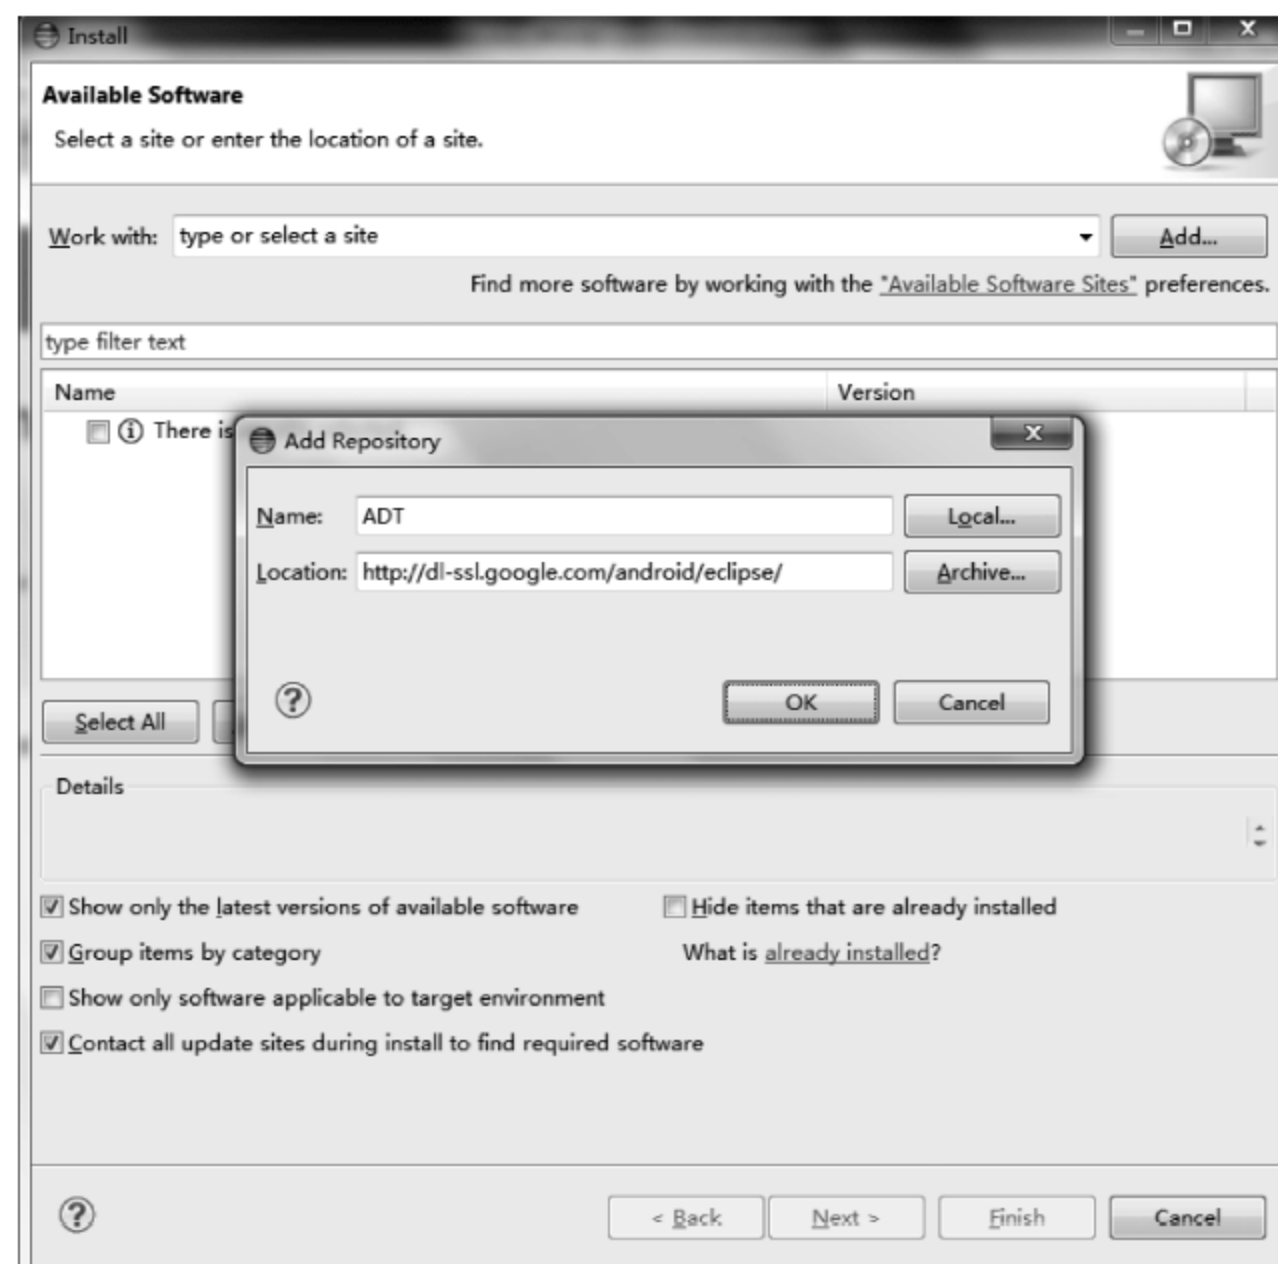 Install
Available Software
Select a site or enter the location of a site.
Work with: type or select a site Add...
Find more software by working with the "Available Software Sites" preferences.
type filter text
Name Version
There is
Add Repository
Name: ADT Local...
Location: http://dl-ssl.google.com/android/eclipse/ Archive...
OK Cancel
Select All
Details
Show only the latest versions of available software Hide items that are already installed
Group items by category What is already installed?
Show only software applicable to target environment
Contact all update sites during install to find required software
< Back Next > Finish Cancel